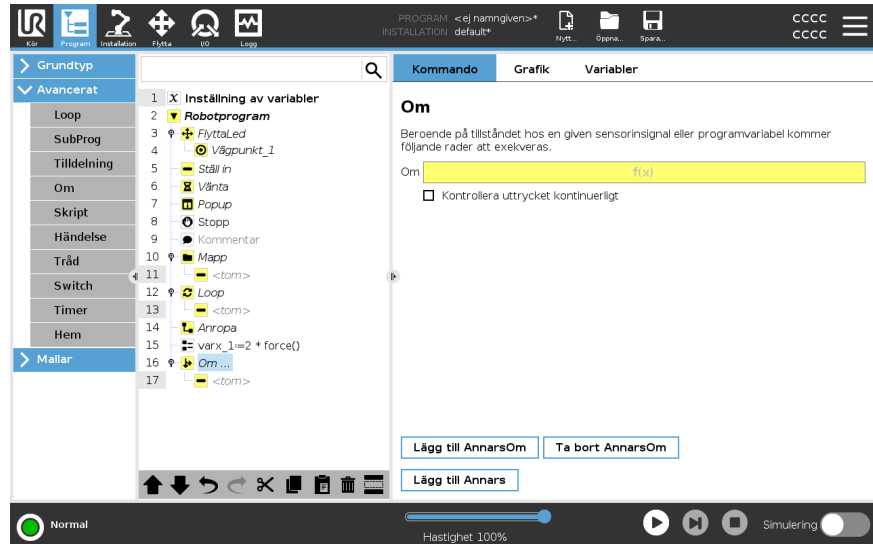 UR
Kör
Program
Installation
Flytta
I/O
Logg
PROGRAM <ej namngiven>*
INSTALLATION default*
Nytt...
Öppna...
Spara...
cccc
cccc
Grundtyp
Avancerat
Loop
SubProg
Tilldelning
Om
Skript
Händelse
Tråd
Switch
Timer
Hem
Mallar
1 X Inställning av variabler
2 Robotprogram
3 FlyttaLed
4 Vägpunkt_1
5 Ställ in
6 Vänta
7 Popup
8 Stopp
9 Kommentar
10 Mapp
11 <tom>
12 Loop
13 <tom>
14 Anropa
15 varx_1:=2 * force()
16 Om ...
17 <tom>
Kommando Grafik Variabler
Om
Beroende på tillståndet hos en given sensorinsignal eller programvariabel kommer
följande rader att exekveras.
Om f(x)
Kontrollera uttrycket kontinuerligt
Lägg till AnnarsOm Ta bort AnnarsOm
Lägg till Annars
Normal
Hastighet 100%
Simulering